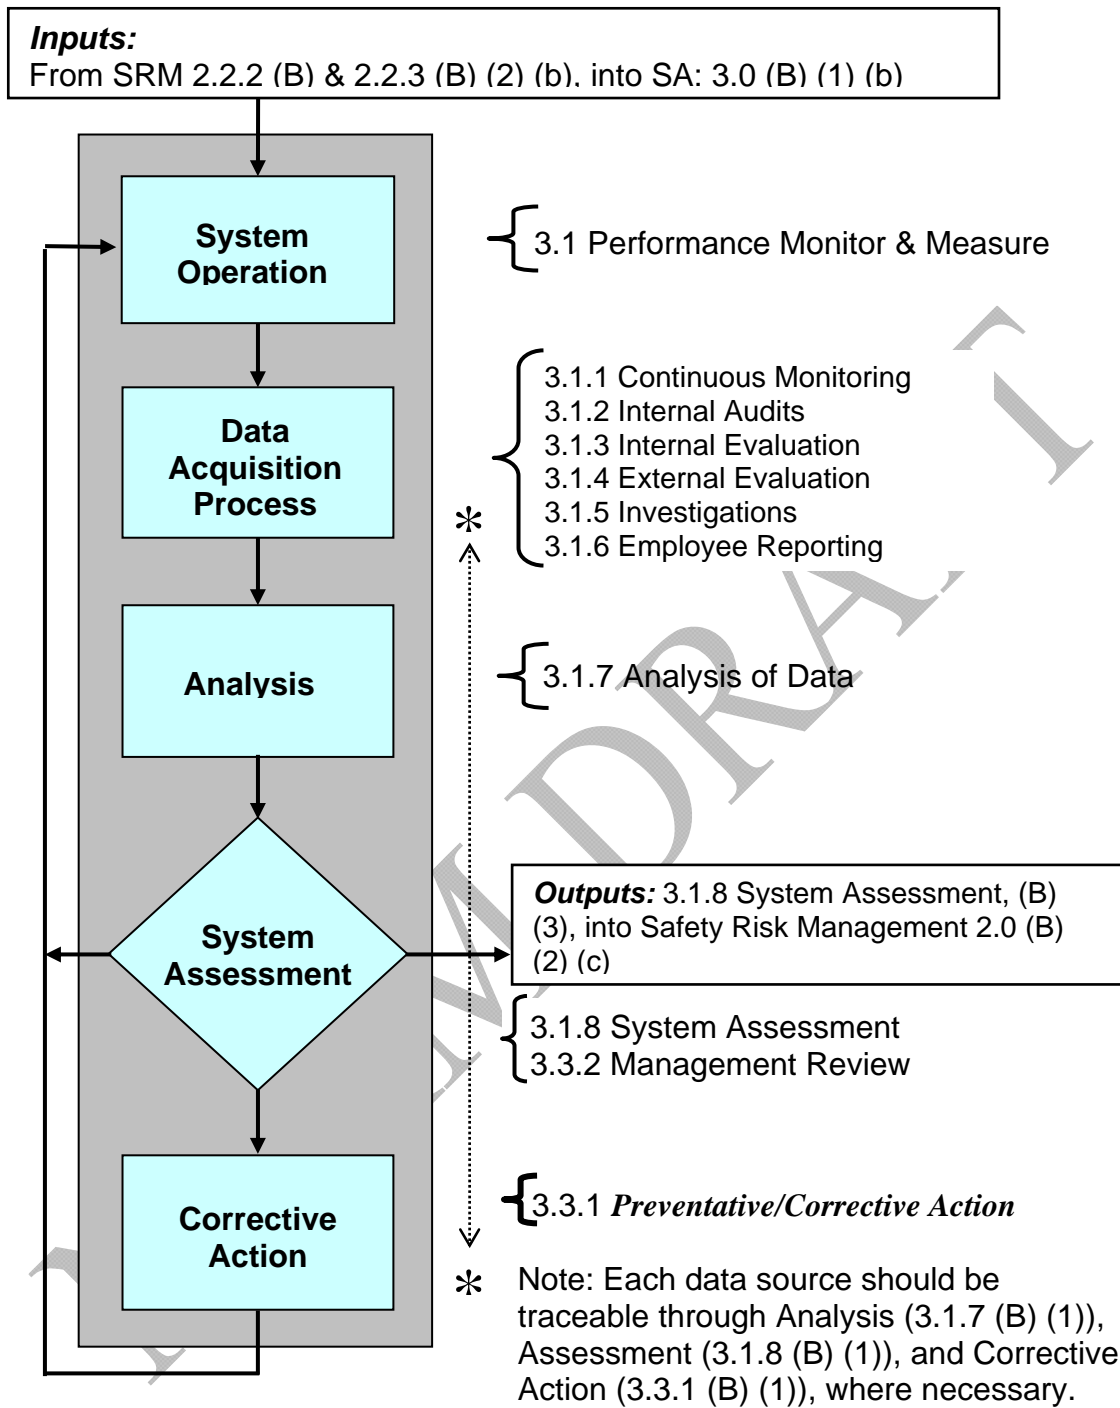 Inputs:
From SRM 2.2.2 (B) & 2.2.3 (B) (2) (b), into SA: 3.0 (B) (1) (b)
System
Operation
3.1 Performance Monitor & Measure
Data
Acquisition
Process
3.1.1 Continuous Monitoring
3.1.2 Internal Audits
3.1.3 Internal Evaluation
3.1.4 External Evaluation
3.1.5 Investigations
3.1.6 Employee Reporting
*
Analysis
3.1.7 Analysis of Data
System
Assessment
Outputs: 3.1.8 System Assessment, (B)
(3), into Safety Risk Management 2.0 (B)
(2) (c)
3.1.8 System Assessment
3.3.2 Management Review
Corrective
Action
3.3.1 Preventative/Corrective Action
* Note: Each data source should be
traceable through Analysis (3.1.7 (B) (1)),
Assessment (3.1.8 (B) (1)), and Corrective
Action (3.3.1 (B) (1)), where necessary.
DRAFT